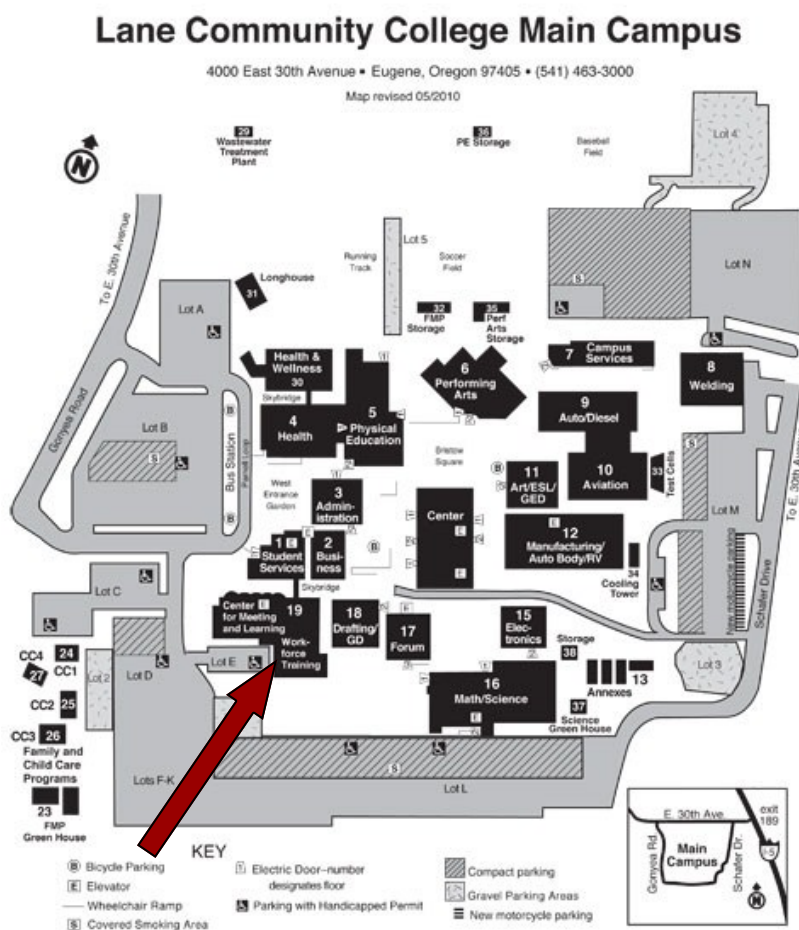 Lane Community College Main Campus
4000 East 30th Avenue • Eugene, Oregon 97405 • (541) 463-3000
Map revised 05/2010
29
Wastewater
Treatment
Plant
36
PE Storage
Baseball
Field
Lot 4
N
To E. 30th Avenue
Lot 5
Running
Track
Soccer
Field
Lot N
S
Longhouse
31
Lot A
32
FMP
Storage
35
Perf
Arts
Storage
Health &
Wellness
30
Skybridge
6
Performing
Arts
7
Campus
Services
8
Welding
Gonyea Road
Lot B
S
B
Bus Station
Parnell Loop
B
4
Health
5
Physical
Education
9
Auto/Diesel
S
To E. 30th Avenue
Bristow
Square
B
11
Art/ESL/
GED
10
Aviation
33
Test Cells
Lot M
West
Entrance
Garden
3
Admin-
istration
Center
E
E
E
E
12
Manufacturing/
Auto Body/RV
1
E
Student
Services
E
2
Busi-
ness
B
Skybridge
34
Cooling
Tower
New motorcycle parking
Schafer Drive
Lot C
Center
E
for Meeting
and Learning
19
Work-
force
Training
18
Drafting/
GD
E
17
Forum
15
Elec-
tronics
Storage
38
CC4
24
27
CC1
Lot 2
Lot D
Lot E
Lot 3
13
Annexes
16
Math/Science
E
CC2
25
37
Science
Green House
CC3
26
Family and
Child Care
Programs
Lots F-K
S
Lot L
23
FMP
Green House
E. 30th Ave.
exit
189
Gonyea Rd.
Main
Campus
Schafer Dr.
I-5
N
KEY
B Bicycle Parking
E Elevator
Wheelchair Ramp
S Covered Smoking Area
1 Electric Door–number
designates floor
Parking with Handicapped Permit
Compact parking
Gravel Parking Areas
New motorcycle parking